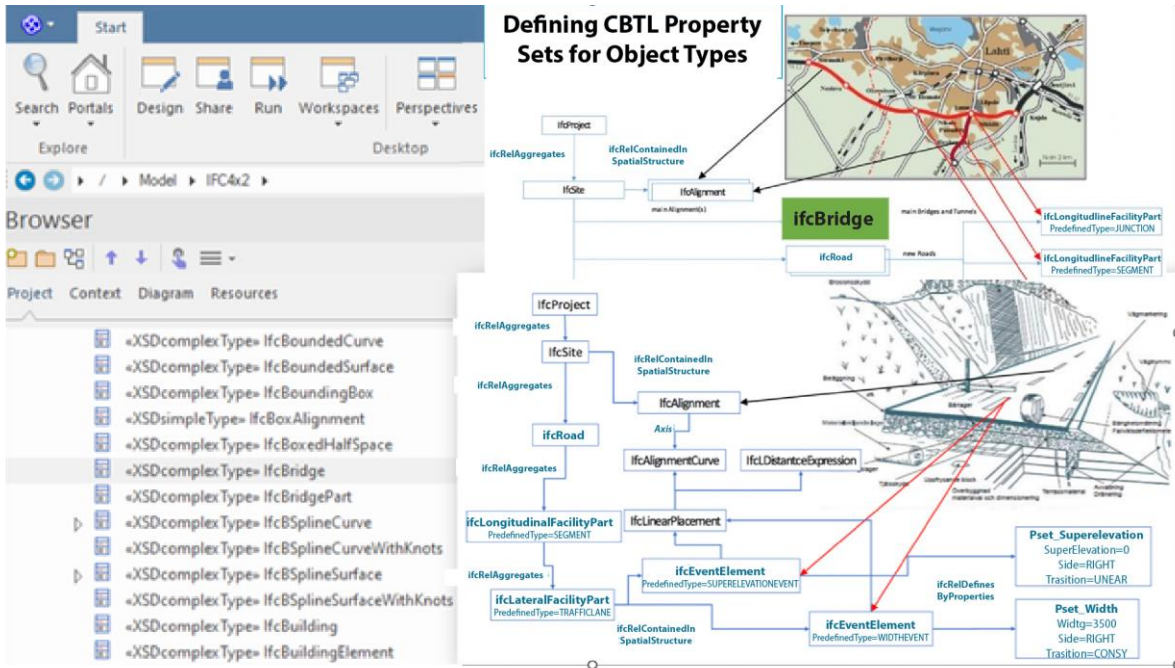 Start
Search
Portals
Design
Share
Run
Workspaces
Perspectives
Explore
Desktop
/ Model IFC4x2
Browser
Project Context Diagram Resources
«XSDcomplexType» IfcBoundedCurve
«XSDcomplexType» IfcBoundedSurface
«XSDcomplexType» IfcBoundingBox
«XSDsimpleType» IfcBoxAlignment
«XSDcomplexType» IfcBoxedHalfSpace
«XSDcomplexType» IfcBridge
«XSDcomplexType» IfcBridgePart
«XSDcomplexType» IfcBSplineCurve
«XSDcomplexType» IfcBSplineCurveWithKnots
«XSDcomplexType» IfcBSplineSurface
«XSDcomplexType» IfcBSplineSurfaceWithKnots
«XSDcomplexType» IfcBuilding
«XSDcomplexType» IfcBuildingElement
Defining CBTL Property
Sets for Object Types
Lahti
IfcProject
ifcRelAggregates
ifcRelContainedIn
SpatialStructure
IfcSite
IfcAlignment
main Alignment(s)
ifcBridge
main Bridges and Tunnels
ifcLongitudlineFacilityPart
PredefinedType=JUNCTION
ifcRoad
new Roads
ifcLongitudlineFacilityPart
PredefinedType=SEGMENT
IfcProject
ifcRelAggregates
IfcSite
ifcRelContainedIn
SpatialStructure
ifcRelAggregates
IfcAlignment
Axis
ifcRoad
IfcAlignmentCurve
IfcLDistantceExpression
ifcRelAggregates
ifcLongitudinalFacilityPart
PredefinedType=SEGMENT
IfcLinearPlacement
ifcRelAggregates
ifcEventElement
PredefinedType=SUPERELEVATIONEVENT
ifcLateralFacilityPart
PredefinedType=TRAFFICLANE
ifcRelContainedIn
SpatialStructure
ifcEventElement
PredefinedType=WIDTHEVENT
ifcRelDefines
ByProperties
Pset_Superelevation
SuperElevation=0
Side=RIGHT
Trasition=UNEAR
Pset_Width
Widtg=3500
Side=RIGHT
Trasition=CONSY
Vägmarkering
Beläggning
Bärlager